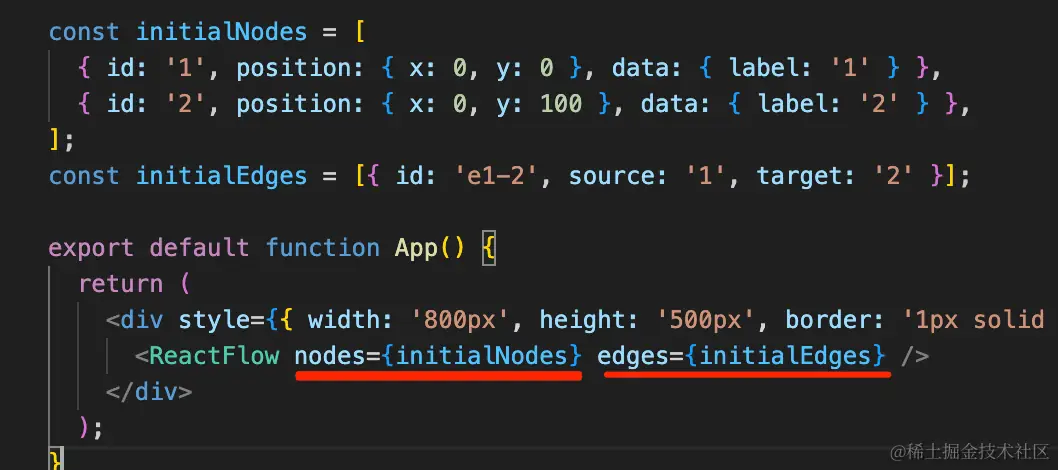 const initialNodes = [
  { id: '1', position: { x: 0, y: 0 }, data: { label: '1' } },
  { id: '2', position: { x: 0, y: 100 }, data: { label: '2' } },
];
const initialEdges = [{ id: 'e1-2', source: '1', target: '2' }];
export default function App() {
  return (
    <div style={{ width: '800px', height: '500px', border: '1px solid
      <ReactFlow nodes={initialNodes} edges={initialEdges} />
    </div>
  );
}
@稀土掘金技术社区